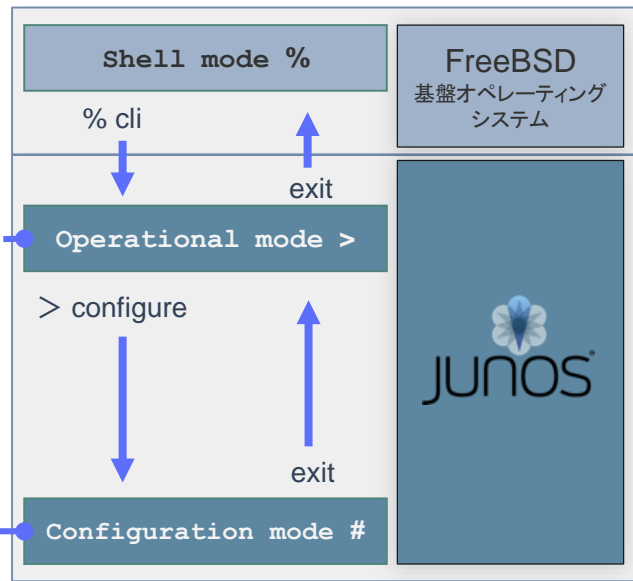 Shell mode %
FreeBSD
基盤オペレーティング
システム
% cli
exit
Operational mode >
＞ configure
JUNOS
exit
Configuration mode #